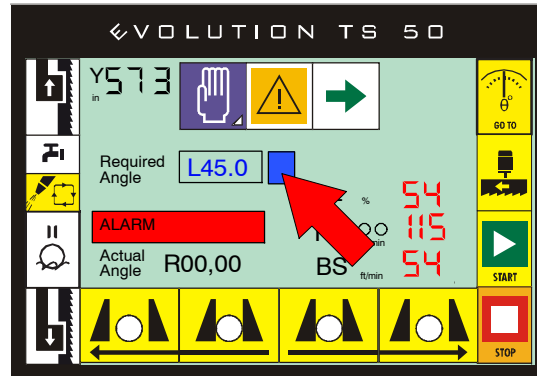 EVOLUTION TS 50
Y573
in
θ°
GO TO
Required
Angle
L45.0
% 54
ALARM
min 115
Actual
Angle
R00,00
BS ft/min 54
START
STOP